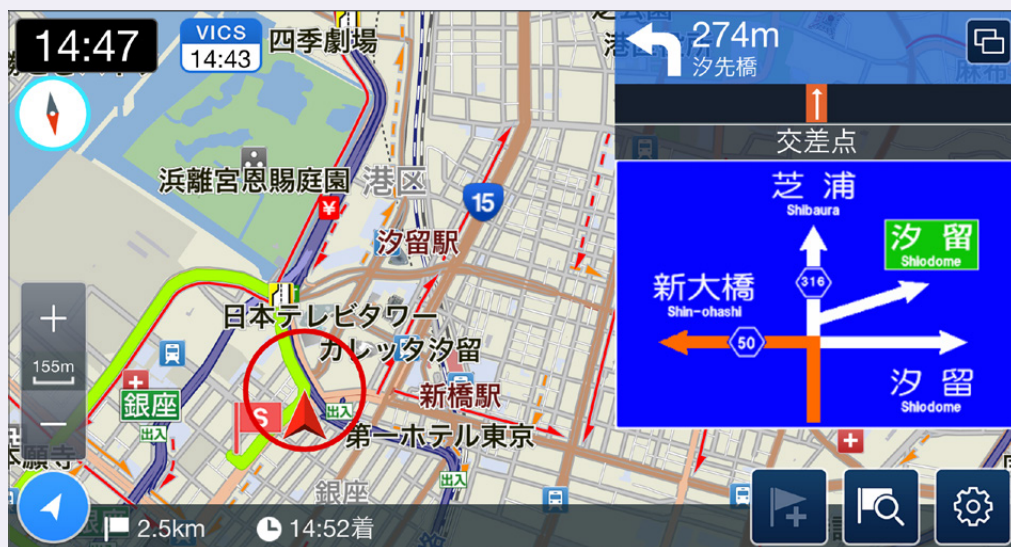 14:47
VICS
14:43
四季劇場
274m
汐先橋
交差点
芝浦
Shibaura
316
汐留
Shiodome
新大橋
Shin-ohashi
50
汐留
Shiodome
浜離宮恩賜庭園
港区
15
¥
汐留駅
日本テレビタワー
カレッタ汐留
155m
新橋駅
銀座
出入
S
出入
第一ホテル東京
本願寺
銀座
出入
2.5km
14:52着